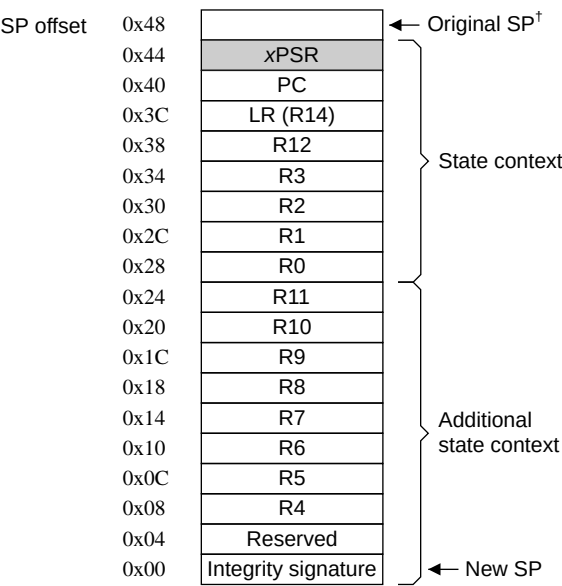 SP offset 0x48 Original SP†
0x44 xPSR
0x40 PC
0x3C LR (R14)
0x38 R12
State context
0x34 R3
0x30 R2
0x2C R1
0x28 R0
0x24 R11
0x20 R10
0x1C R9
0x18 R8
0x14 R7
Additional
state context
0x10 R6
0x0C R5
0x08 R4
0x04 Reserved
0x00 Integrity signature New SP